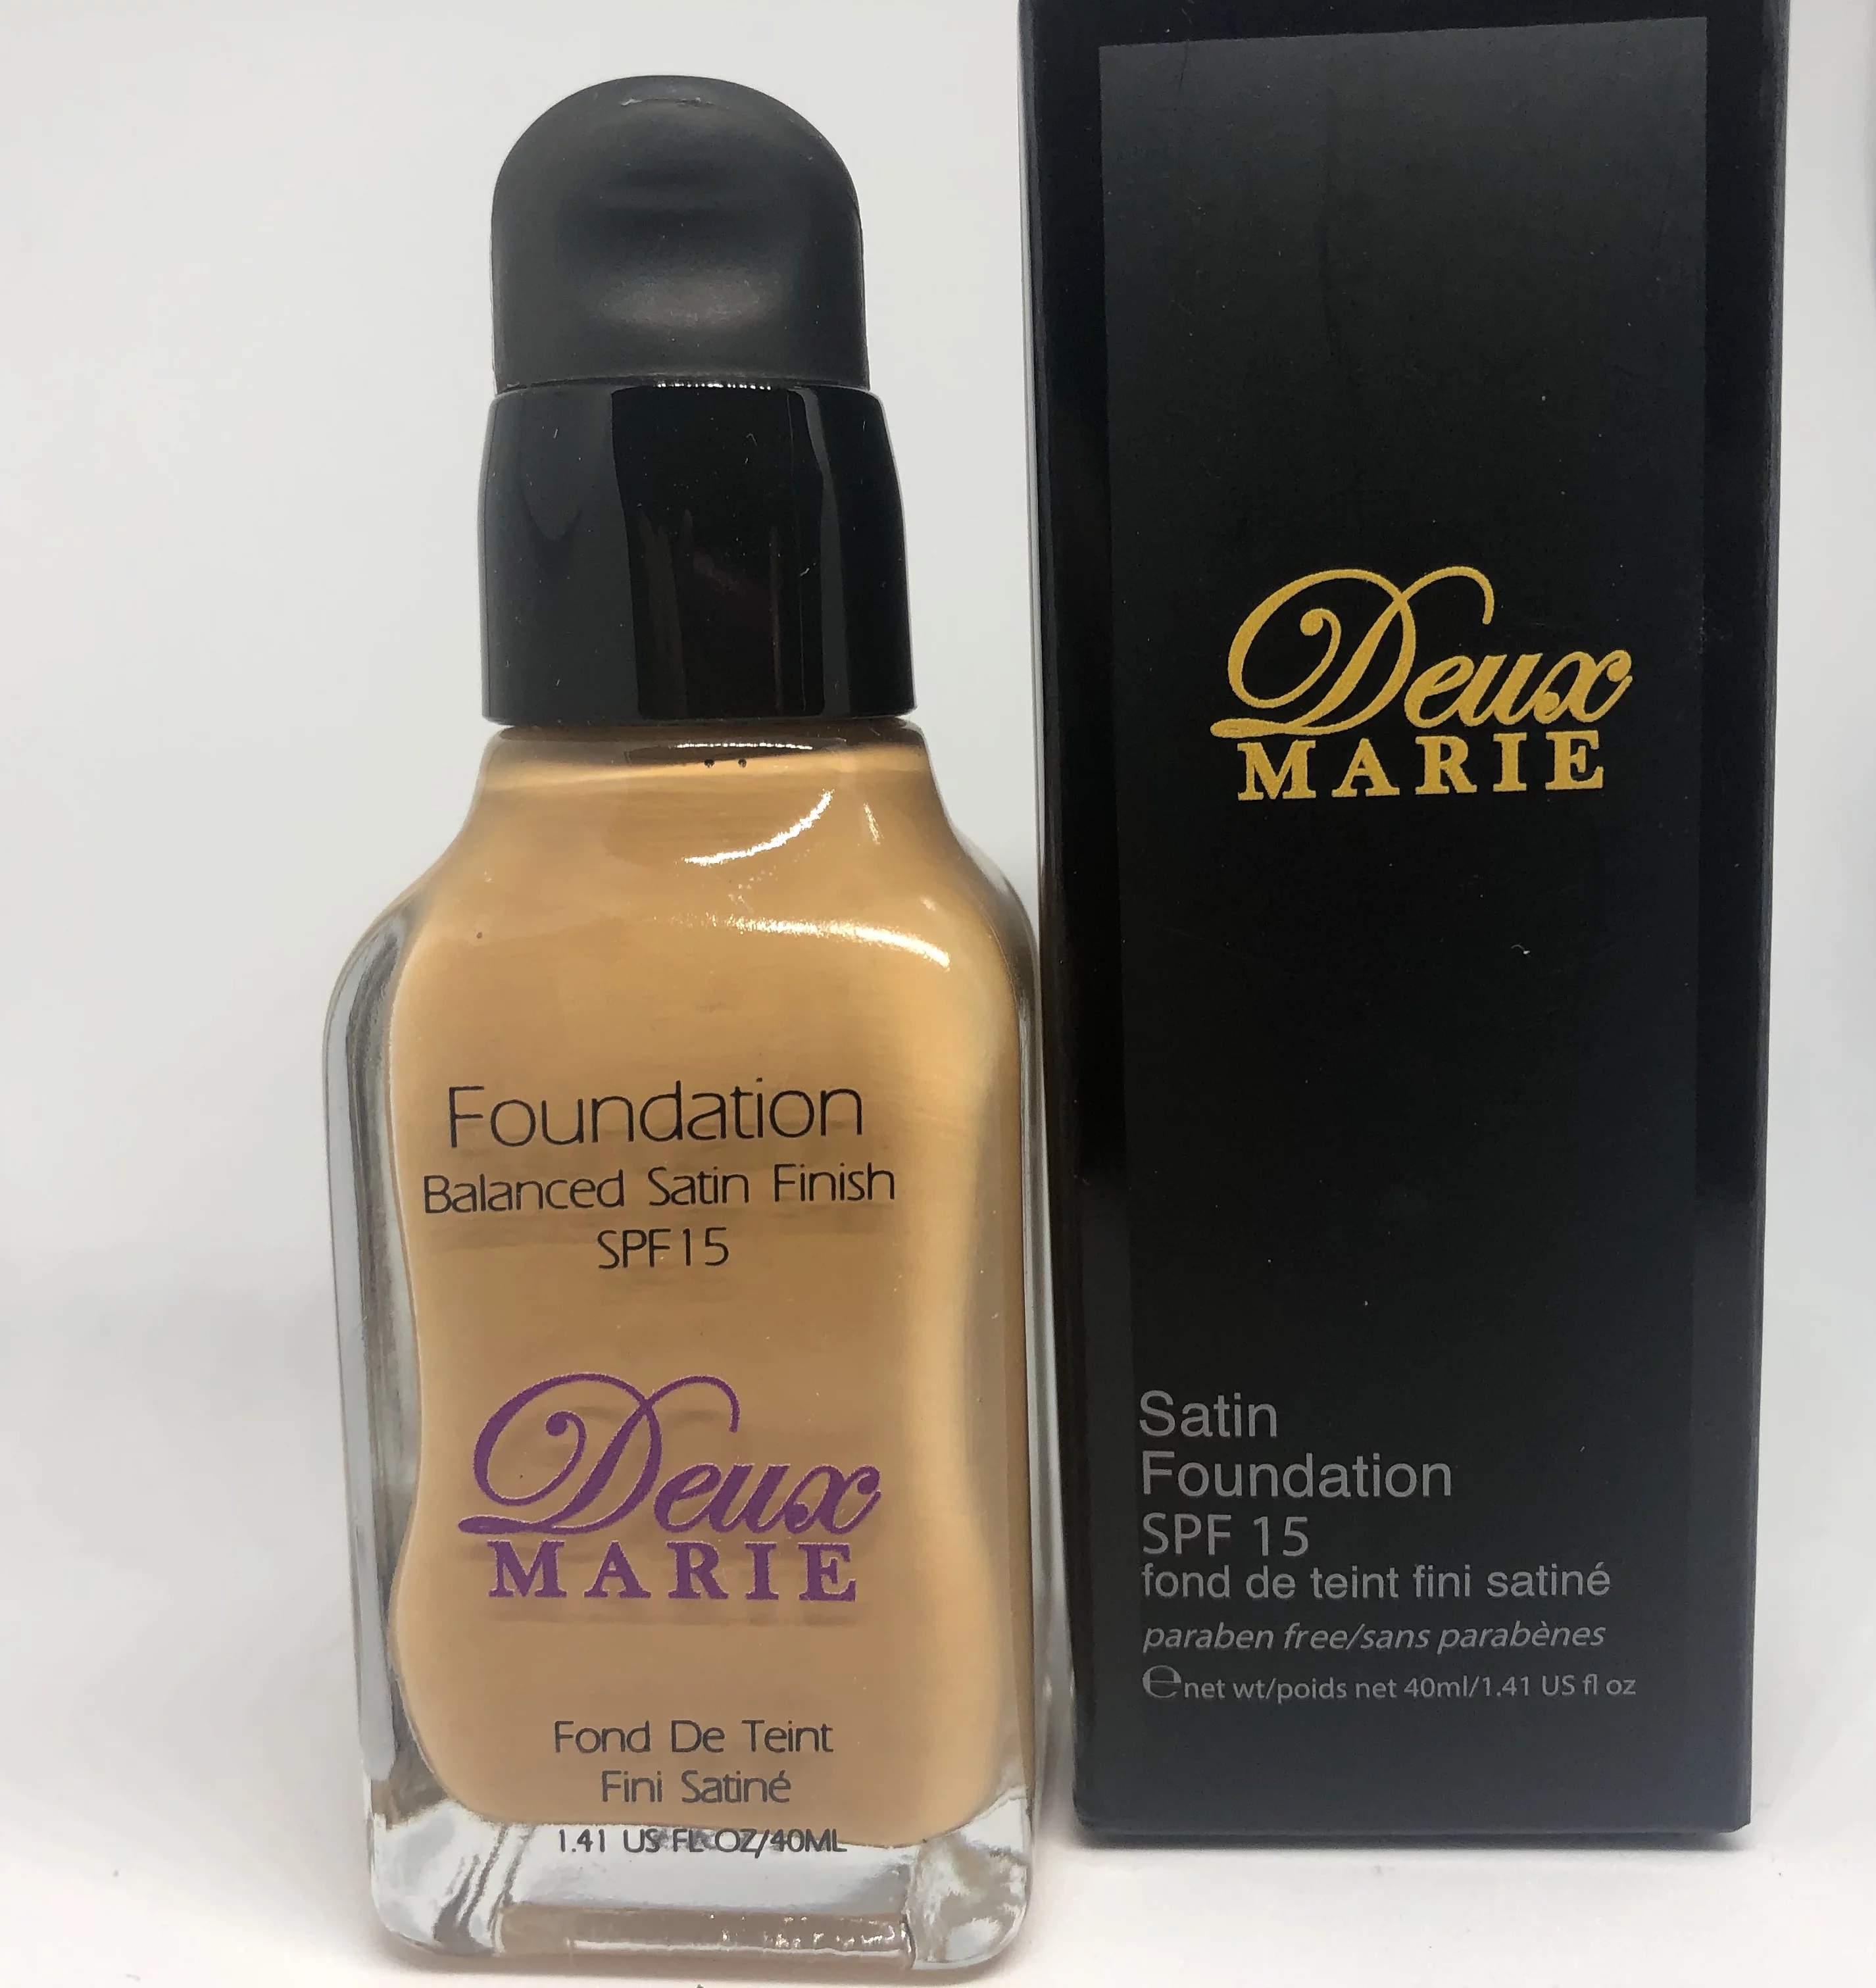 Foundation
Balanced Satin Finish
SPF15
Deux
MARIE
Fond De Teint
Fini Satiné
1.41 US FL OZ/40ML
Deux
MARIE
Satin
Foundation
SPF 15
fond de teint fini satiné
paraben free/sans parabènes
℮net wt/poids net 40ml/1.41 US fl oz